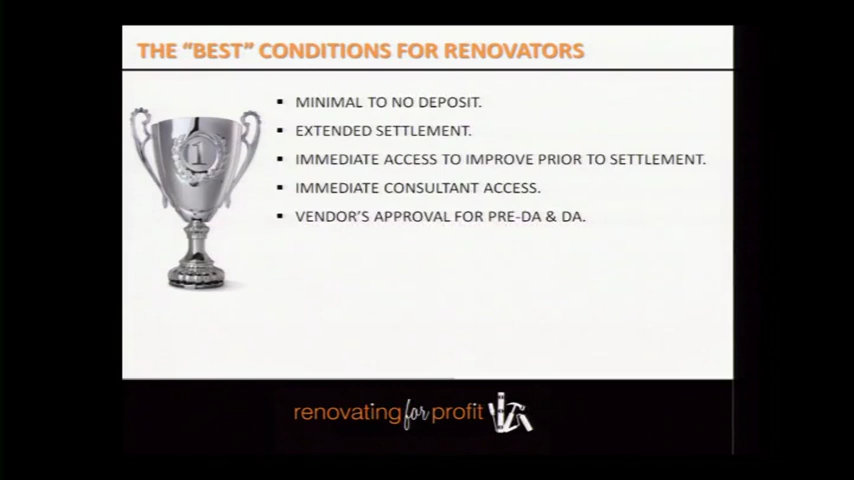 THE “BEST” CONDITIONS FOR RENOVATORS
▪ MINIMAL TO NO DEPOSIT.
▪ EXTENDED SETTLEMENT.
▪ IMMEDIATE ACCESS TO IMPROVE PRIOR TO SETTLEMENT.
▪ IMMEDIATE CONSULTANT ACCESS.
▪ VENDOR’S APPROVAL FOR PRE-DA & DA.
1
renovating for profit